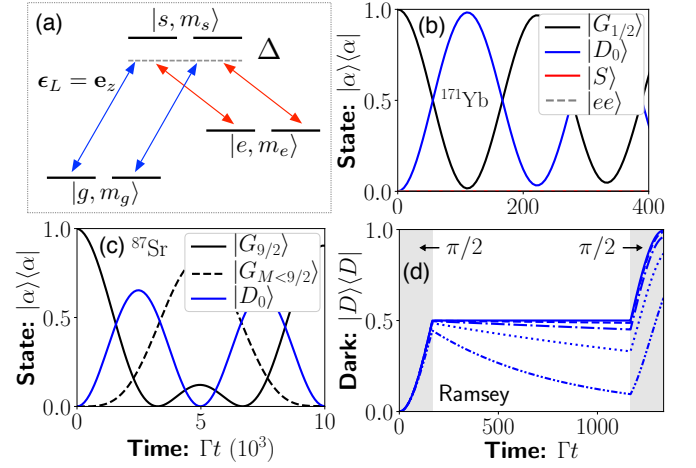 (a)
|s, m_s⟩
Δ
ϵ_L = e_z
|e, m_e⟩
|g, m_g⟩
(b)
State: |α⟩⟨α|
1.0
0.5
0.0
¹⁷¹Yb
|G_{1/2}⟩
|D_0⟩
|S⟩
|ee⟩
0
200
400
(c)
⁸⁷Sr
State: |α⟩⟨α|
1.0
0.5
0.0
|G_{9/2}⟩
|G_{M<9/2}⟩
|D_0⟩
0
5
10
Time: Γt (10³)
(d)
Dark: |D⟩⟨D|
1.0
0.5
0.0
π/2
π/2
Ramsey
0
500
1000
Time: Γt